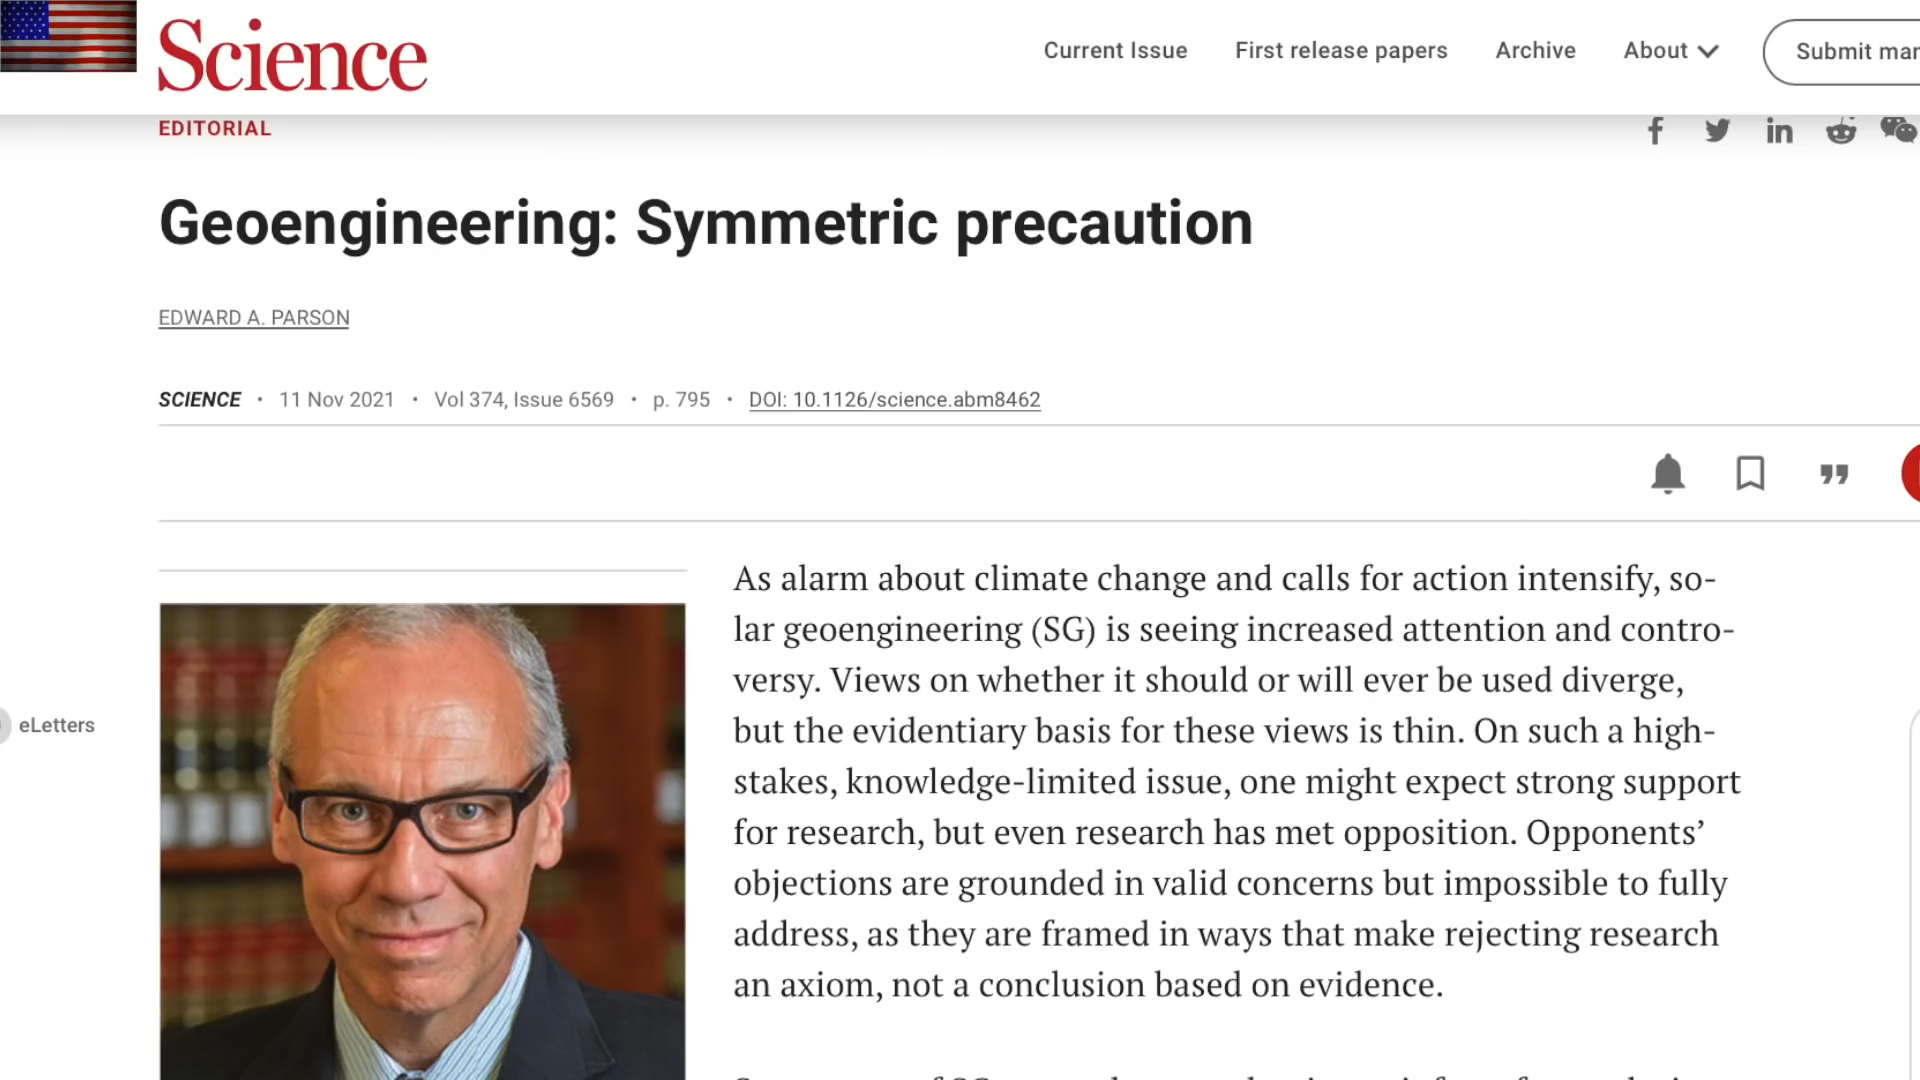 Science
Current Issue
First release papers
Archive
About
Submit
EDITORIAL
Geoengineering: Symmetric precaution
EDWARD A. PARSON
SCIENCE • 11 Nov 2021 • Vol 374, Issue 6569 • p. 795 • DOI: 10.1126/science.abm8462
As alarm about climate change and calls for action intensify, so-
lar geoengineering (SG) is seeing increased attention and contro-
versy. Views on whether it should or will ever be used diverge,
but the evidentiary basis for these views is thin. On such a high-
stakes, knowledge-limited issue, one might expect strong support
for research, but even research has met opposition. Opponents’
objections are grounded in valid concerns but impossible to fully
address, as they are framed in ways that make rejecting research
an axiom, not a conclusion based on evidence.
eLetters